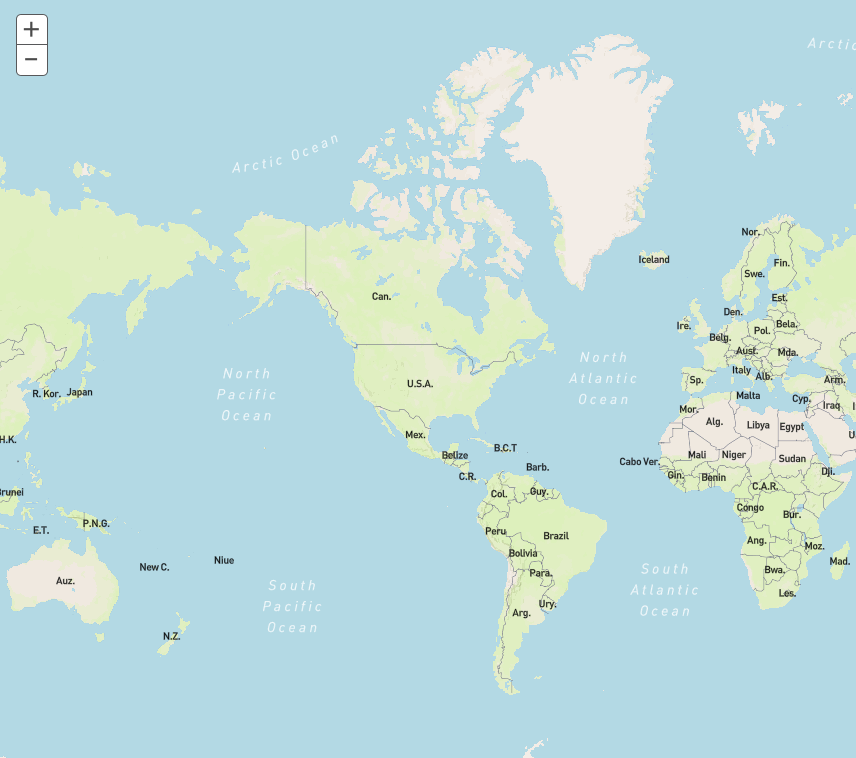 +
−
Arctic
Arctic Ocean
Nor.
Iceland
Fin.
Swe.
Can.
Est.
Den.
Ire.
Bela.
Pol.
Belg.
Aust.
Mda.
North
Pacific
Ocean
North
Atlantic
Ocean
Italy
Alb.
Sp.
Arm.
U.S.A.
R. Kor.
Japan
Malta
Cyp.
Iraq
Mor.
Alg.
Libya
Egypt
Mex.
H.K.
B.C.T
Belize
Mali
Niger
Sudan
Cabo Ver.
Barb.
Dji.
C.R.
Gin.
Benin
C.A.R.
Brunei
Col.
Guy.
Congo
Bur.
P.N.G.
E.T.
Peru
Brazil
Ang.
Moz.
Bolivia
Niue
Mad.
New C.
Auz.
Para.
Bwa.
South
Pacific
Ocean
South
Atlantic
Ocean
Les.
Ury.
Arg.
N.Z.